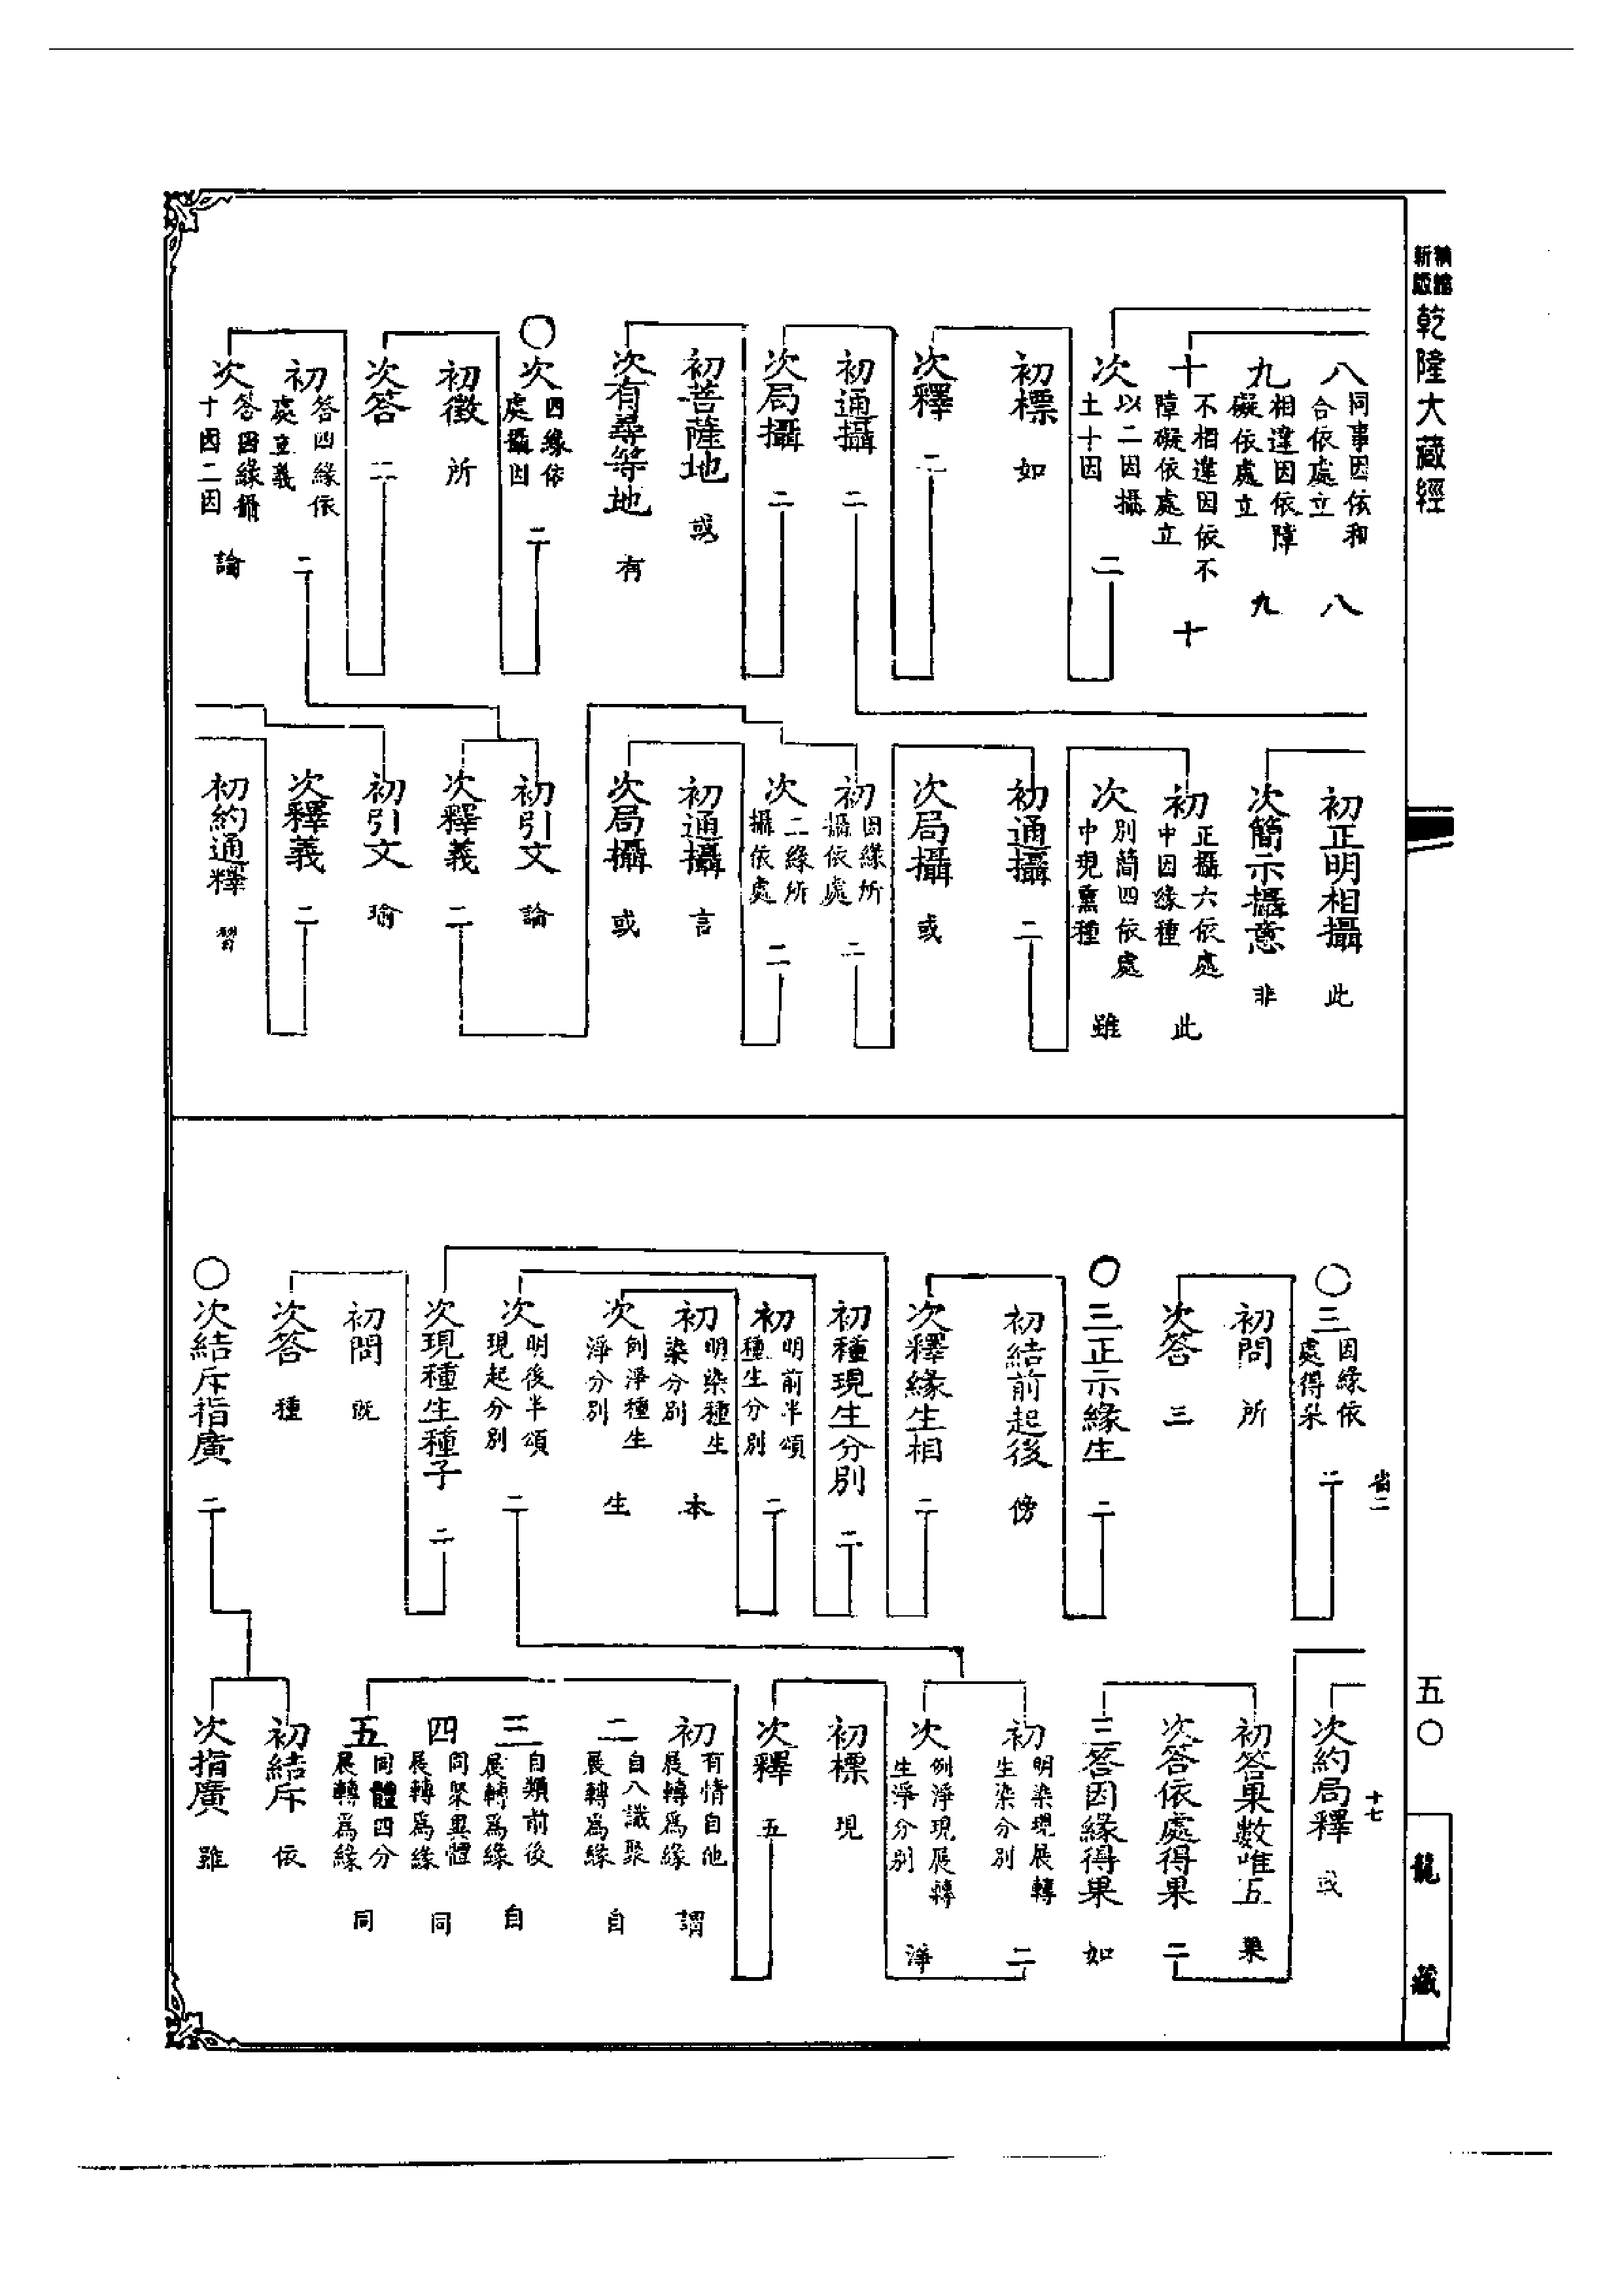 新編縮版 乾隆大藏經
八 同事因依和合依處立 八
九 相違因依障礙依處立 九
十 不相違因依不障礙依處立 十
次 以二因攝上十因 二
初標 如
次釋 二
初通攝 二
次局攝 二
初菩薩地 或
次有尋等地 有
○次 四緣依處攝因 二
初徵 所
次答 二
初 答四緣依處立義 二
次 答四緣攝十因二因 論
初正明相攝 此
次簡示攝意 非
初 正攝六依處中因緣種 此
次 別簡四依處中現熏種 雖
初通攝 二
次局攝 或
初 因緣所攝依處 二
次 二緣所攝依處 二
初通攝 言
次局攝 或
初引文 論
次釋義 二
初引文 瑜
次釋義 二
初約通釋 習
○三 因緣依處得果 二
省二
初問 所
次答 三
○三正示緣生 二
初結前起後 傍
次釋緣生相 二
初種現生分別 二
初 明前半頌種生分別 二
初 明染種生染分別 本
次 例淨種生淨分別 生
次 明後半頌現起分別 二
次現種生種子 二
初問 既
次答 種
○次結斥指廣 二
次約局釋 或
十七
初答果數唯五 果
次答依處得果 二
三答因緣得果 如
初 明染現展轉生染分別 二
次 例淨現展轉生淨分別 淨
初標 現
次釋 五
初 有情自他展轉為緣 謂
二 自八識聚展轉為緣 自
三 自類前後展轉為緣 自
四 同聚異體展轉為緣 同
五 同體四分展轉為緣 同
初結斥 依
次指廣 雖
五〇
龍藏